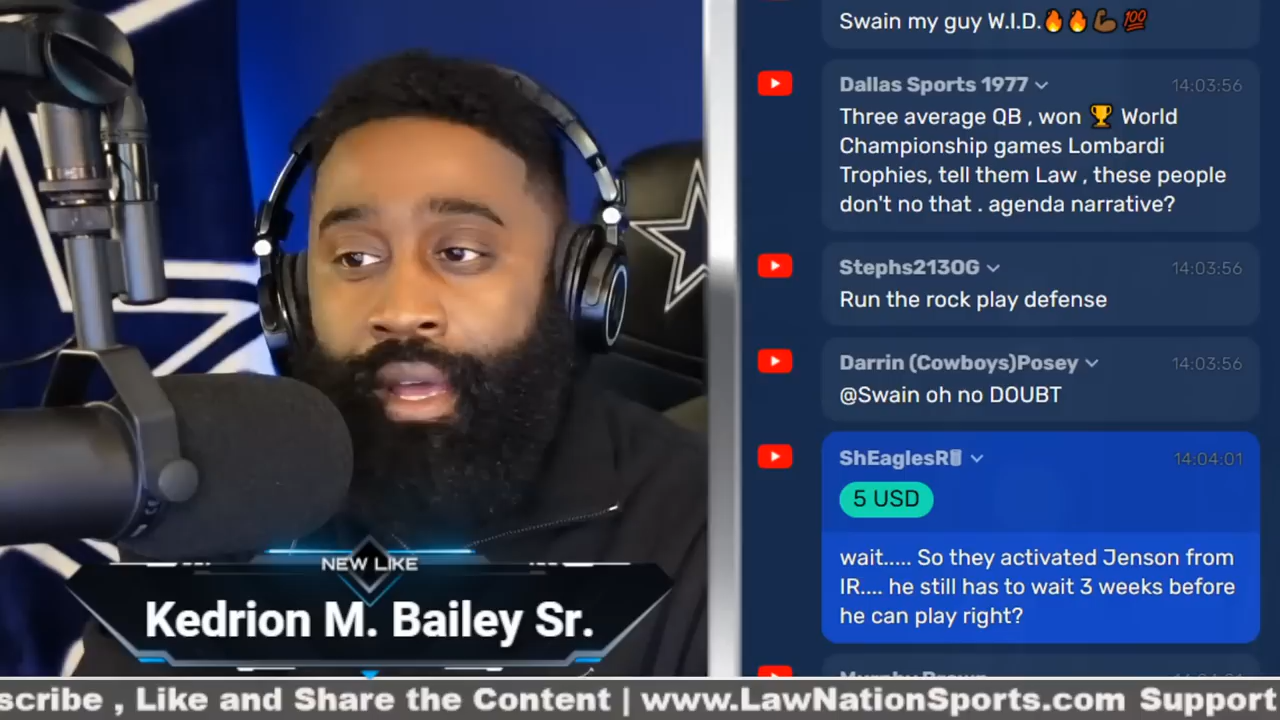 Swain my guy W.I.D.🔥🔥💪🏾💯
Dallas Sports 1977
14:03:56
Three average QB , won 🏆 World
Championship games Lombardi
Trophies, tell them Law , these people
don't no that . agenda narrative?
Stephs213OG
14:03:56
Run the rock play defense
Darrin (Cowboys)Posey
14:03:56
@Swain oh no DOUBT
ShEaglesR🗑
14:04:01
5 USD
wait..... So they activated Jenson from
IR.... he still has to wait 3 weeks before
he can play right?
NEW LIKE
Kedrion M. Bailey Sr.
scribe , Like and Share the Content | www.LawNationSports.com Support